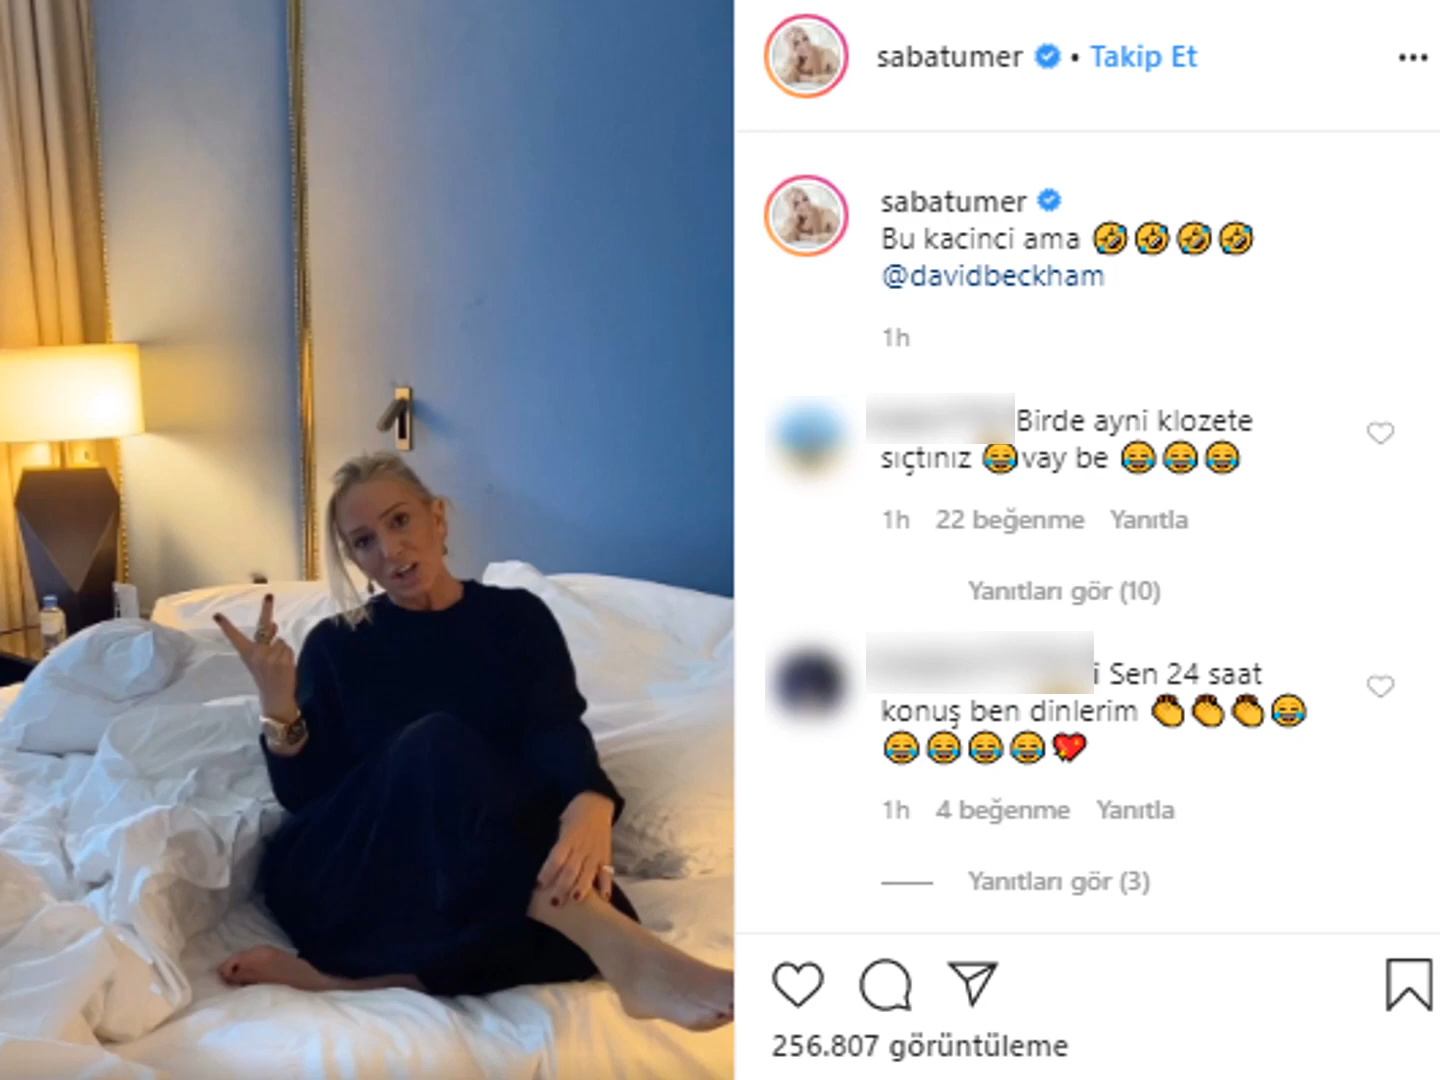 sabatumer • Takip Et
sabatumer
Bu kacinci ama 🤣🤣🤣🤣
@davidbeckham
1h
Birde ayni klozete
sıçtınız 😂vay be 😂😂😂
1h 22 beğenme Yanıtla
Yanıtları gör (10)
i Sen 24 saat
konuş ben dinlerim 👏👏👏😂
😂😂😂😂💖
1h 4 beğenme Yanıtla
Yanıtları gör (3)
256.807 görüntüleme